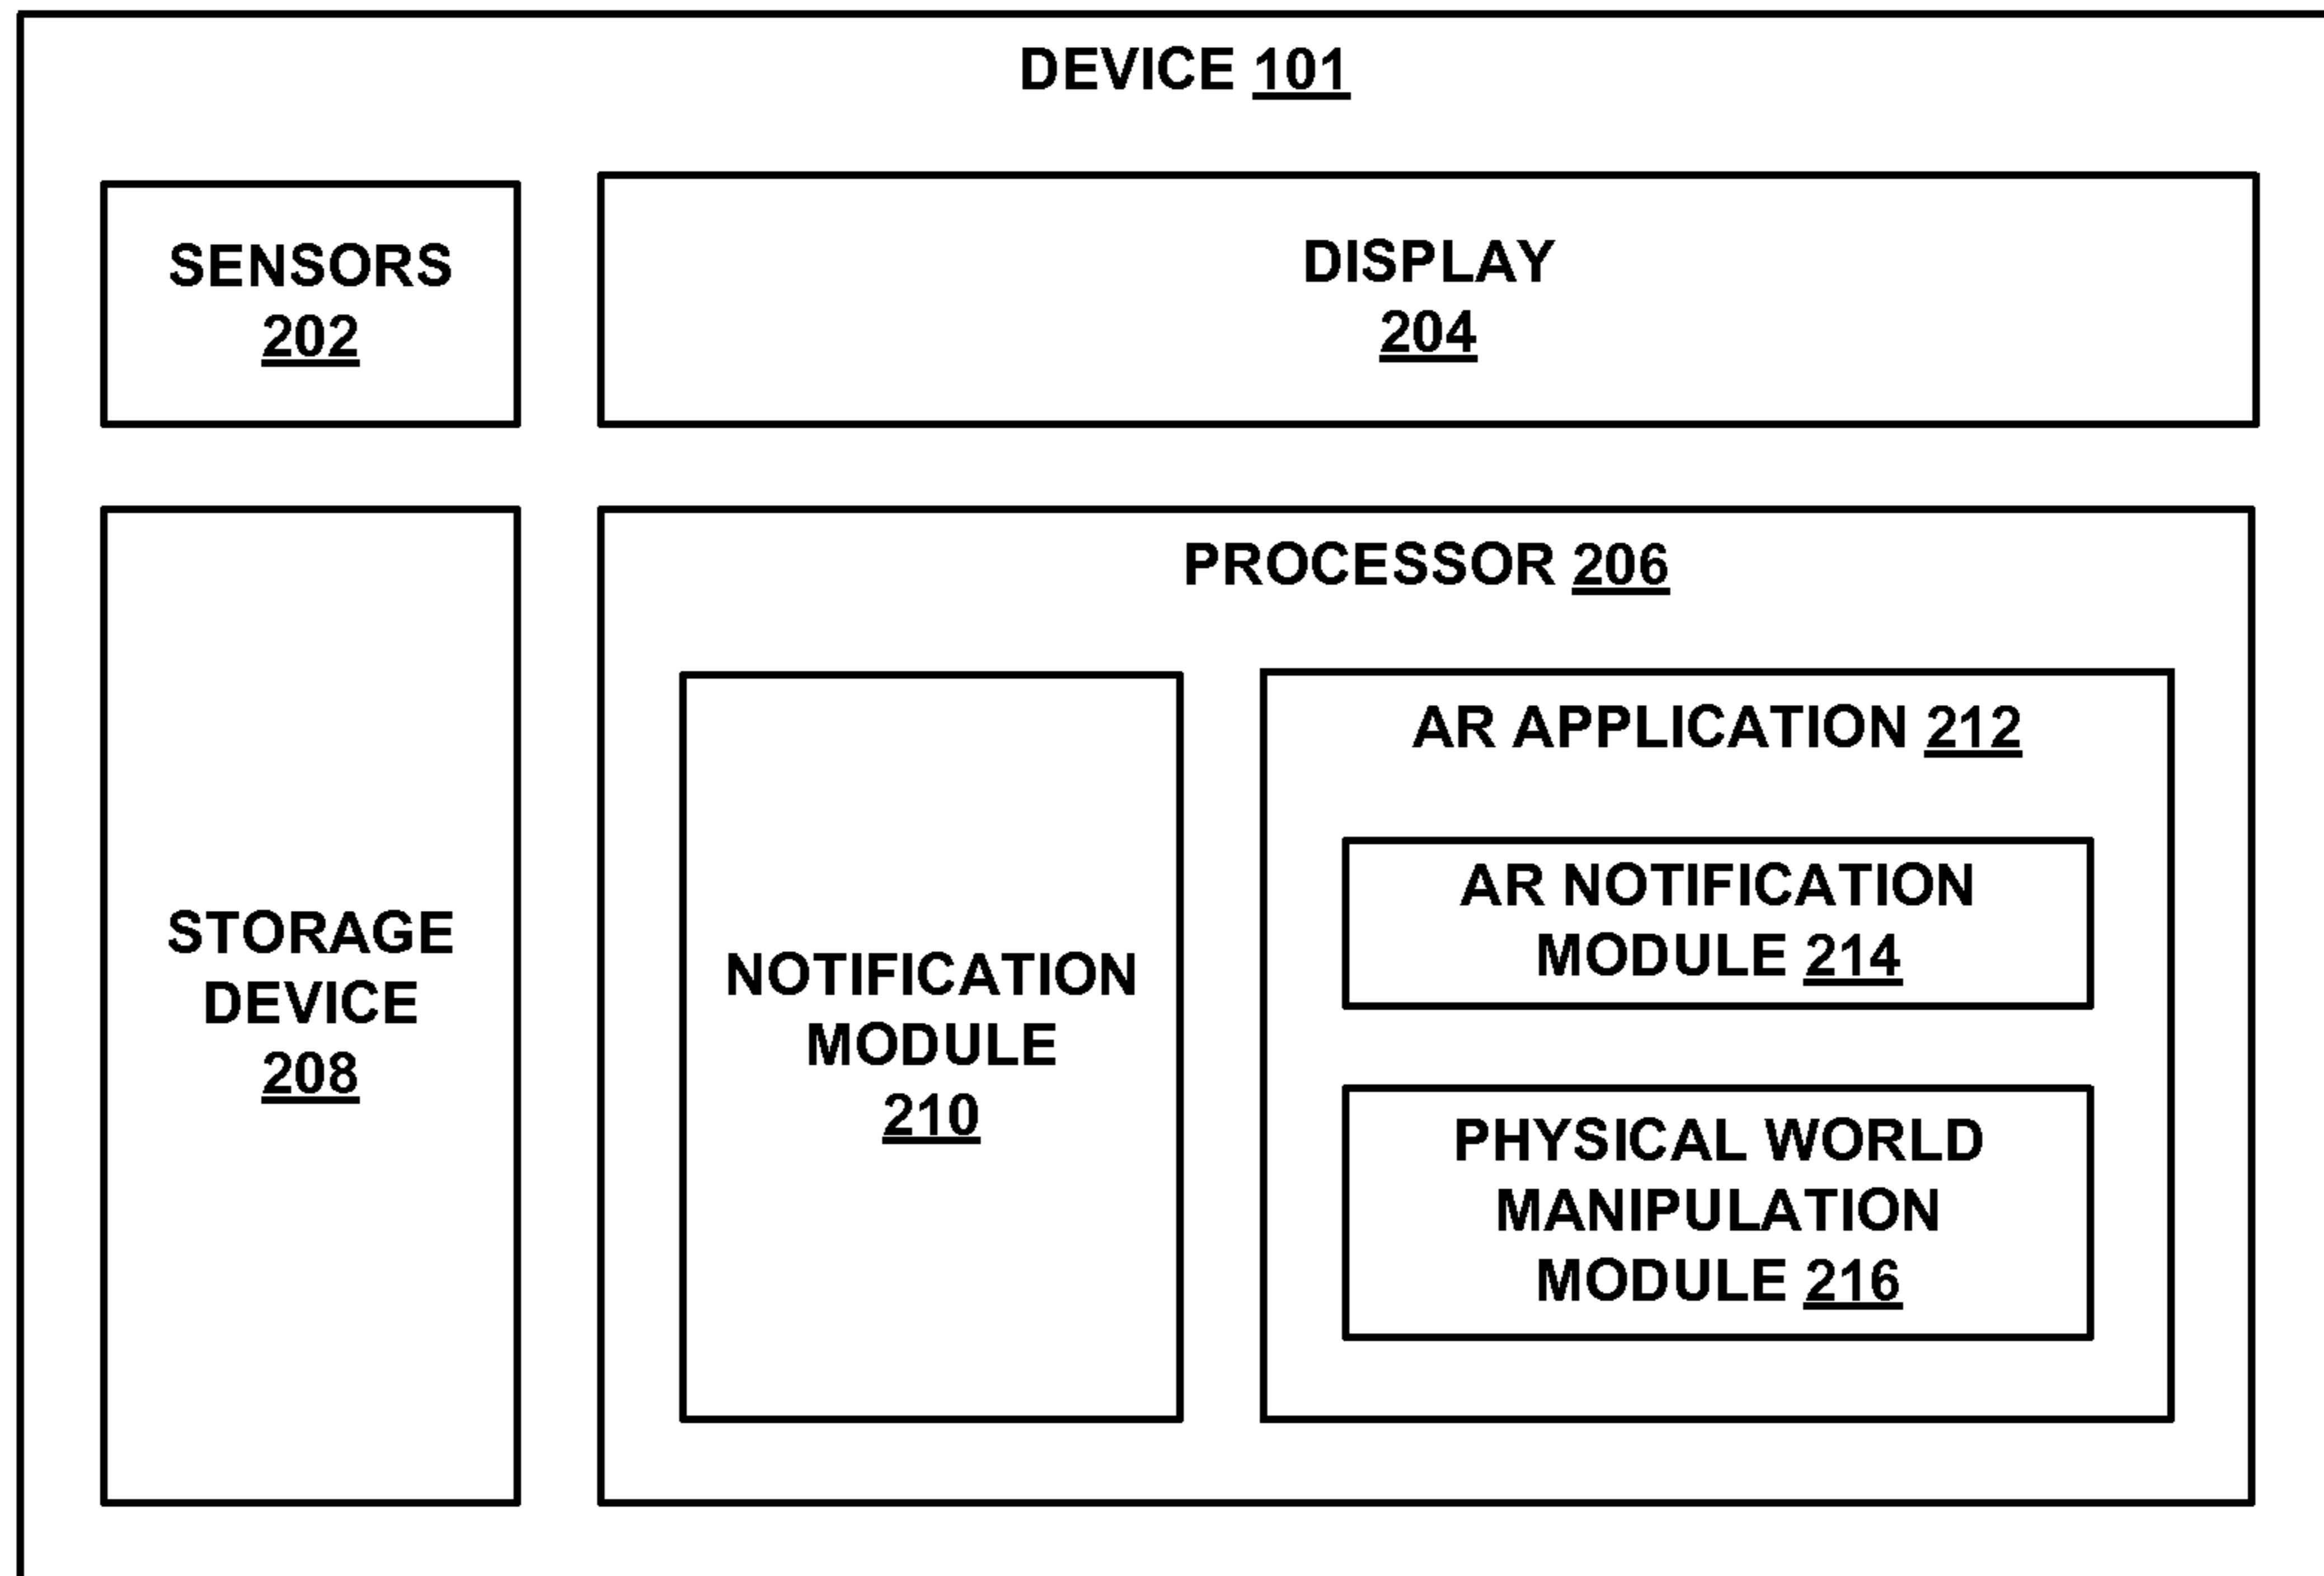 DEVICE 101
SENSORS
202
DISPLAY
204
STORAGE
DEVICE
208
PROCESSOR 206
NOTIFICATION
MODULE
210
AR APPLICATION 212
AR NOTIFICATION
MODULE 214
PHYSICAL WORLD
MANIPULATION
MODULE 216